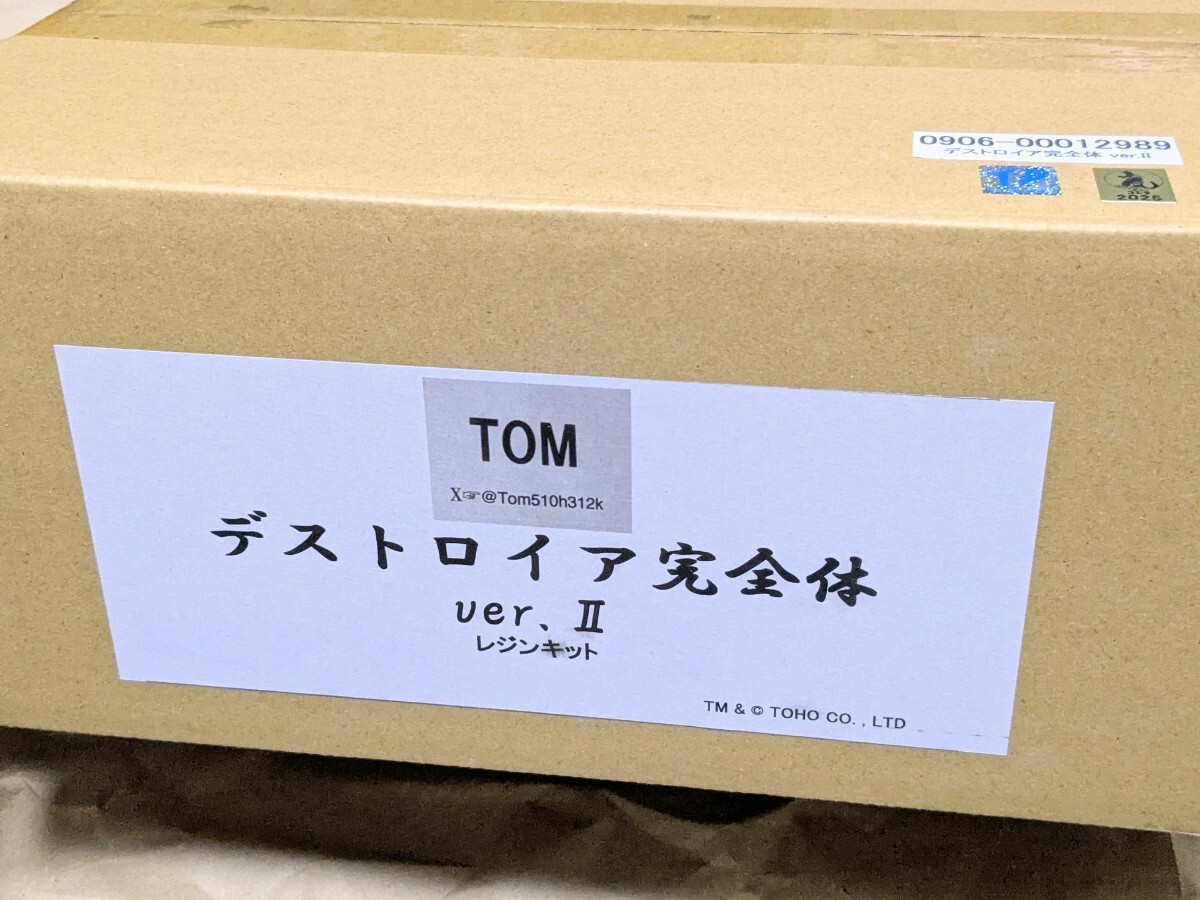 0906-00012989
デストロイア完全体 ver.II
2025
TOM
X☞@Tom510h312k
デストロイア完全体
ver. II
レジンキット
TM & © TOHO CO. , LTD